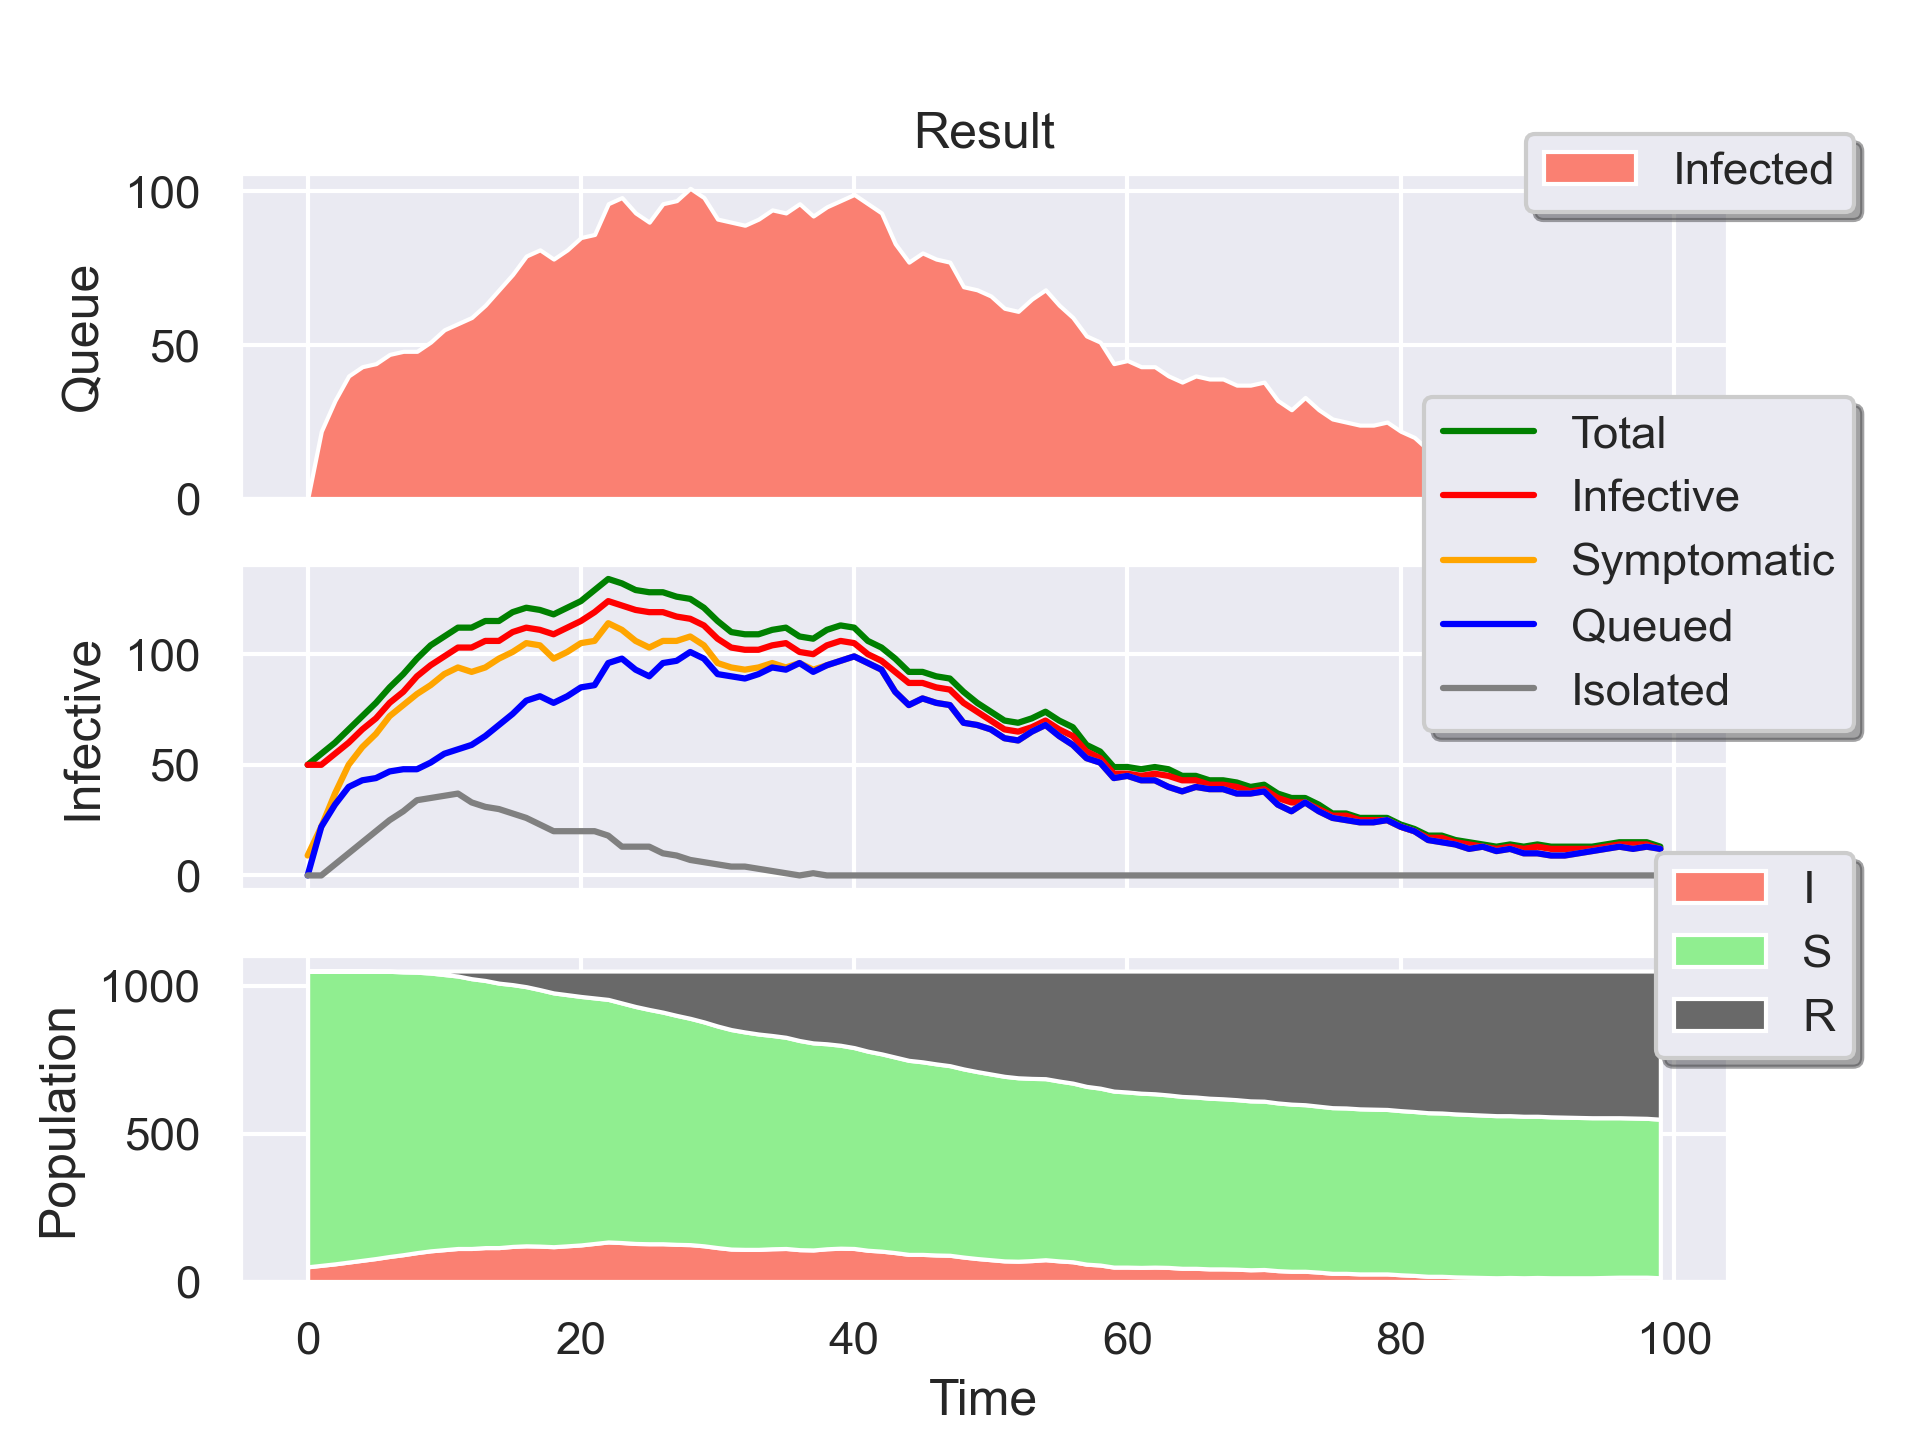 Result
Infected
100
50
0
Queue
Total
Infective
Symptomatic
Queued
Isolated
100
50
0
Infective
I
S
R
1000
500
0
Population
0 20 40 60 80 100
Time